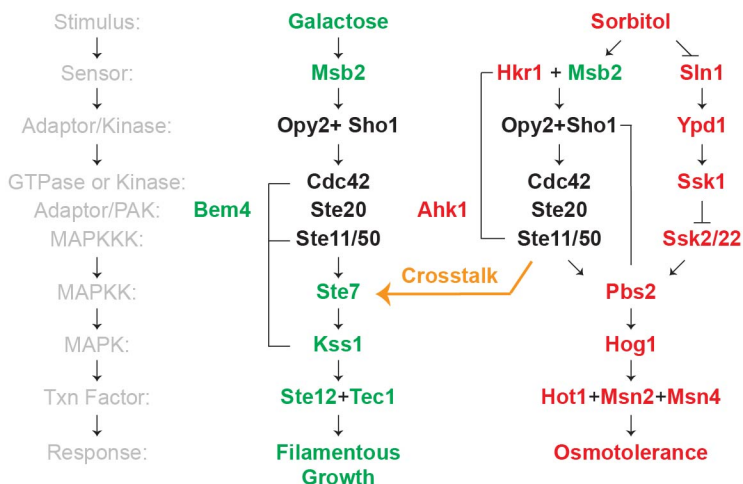 Stimulus: Galactose Sorbitol
Sensor: Msb2 Hkr1 + Msb2 Sln1
Adaptor/Kinase: Opy2+ Sho1 Opy2+Sho1 Ypd1
GTPase or Kinase: Cdc42 Cdc42 Ssk1
Adaptor/PAK: Bem4 Ste20 Ahk1 Ste20
MAPKKK: Ste11/50 Ste11/50 Ssk2/22
Crosstalk
MAPKK: Ste7 Pbs2
MAPK: Kss1 Hog1
Txn Factor: Ste12+Tec1 Hot1+Msn2+Msn4
Response: Filamentous Osmotolerance
Growth